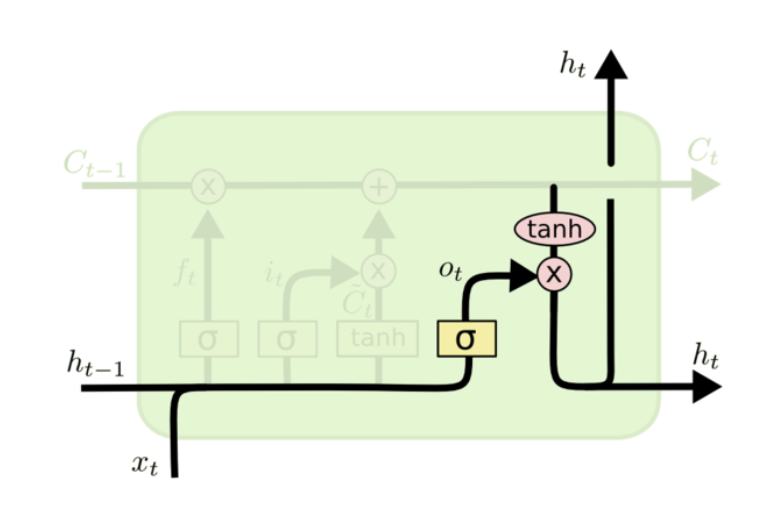 h_t
C_{t-1} C_t
x +
tanh
f_t i_t x o_t x
\tilde{C}_t
σ σ tanh σ
h_{t-1} h_t
x_t